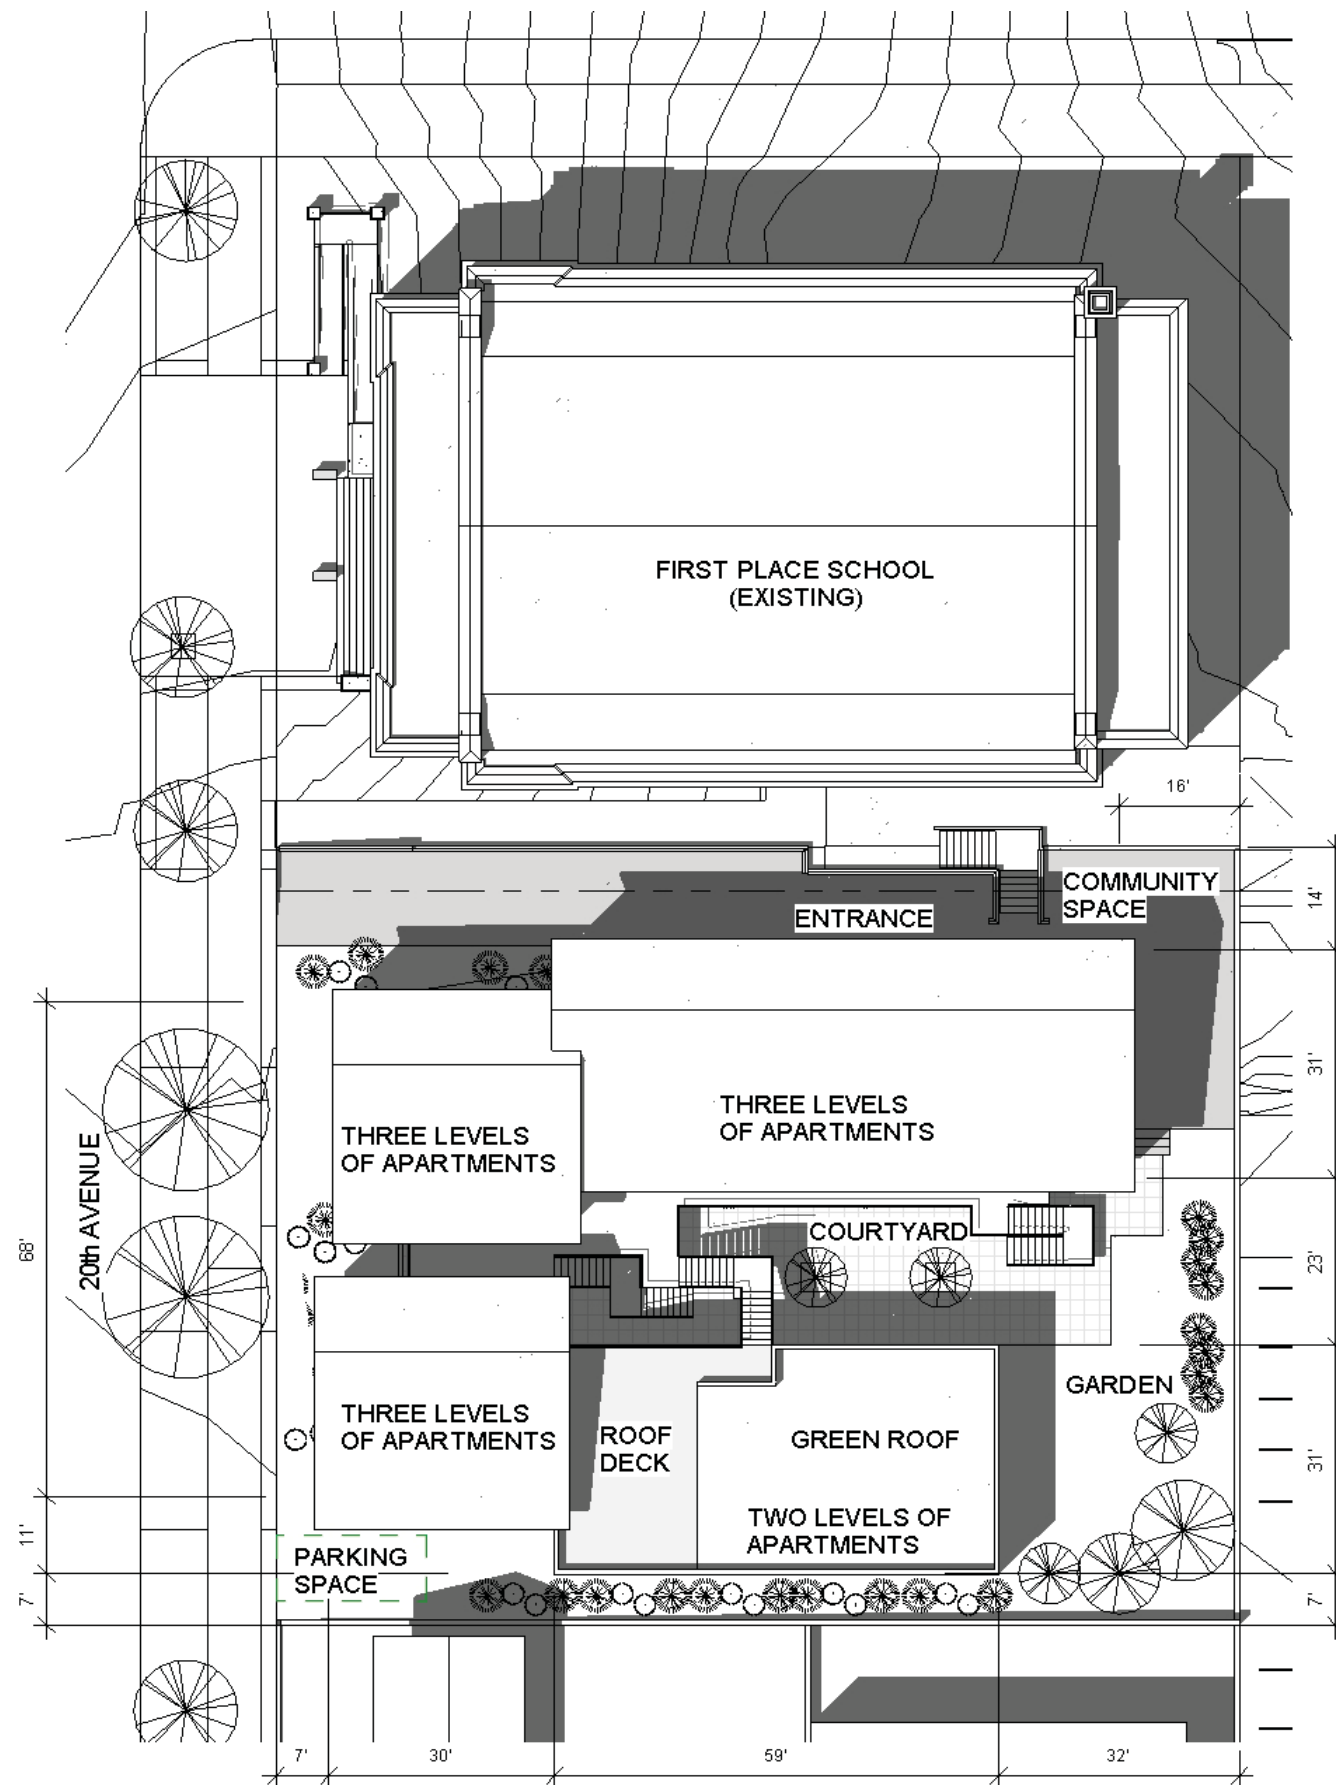 FIRST PLACE SCHOOL
(EXISTING)
16'
COMMUNITY
SPACE
14'
ENTRANCE
31'
THREE LEVELS
OF APARTMENTS
THREE LEVELS
OF APARTMENTS
20th AVENUE
68'
COURTYARD
23'
GARDEN
THREE LEVELS
OF APARTMENTS
ROOF
DECK
GREEN ROOF
31'
TWO LEVELS OF
APARTMENTS
11'
PARKING
SPACE
7'
7'
7'
30'
59'
32'